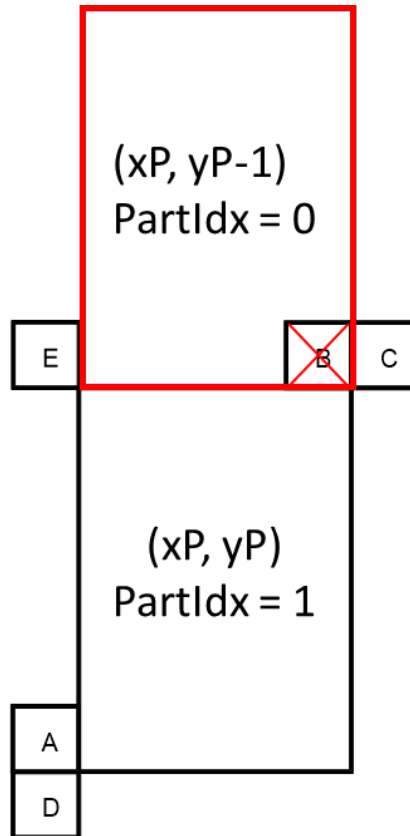 (xP, yP-1)
PartIdx = 0
E
B
C
(xP, yP)
PartIdx = 1
A
D